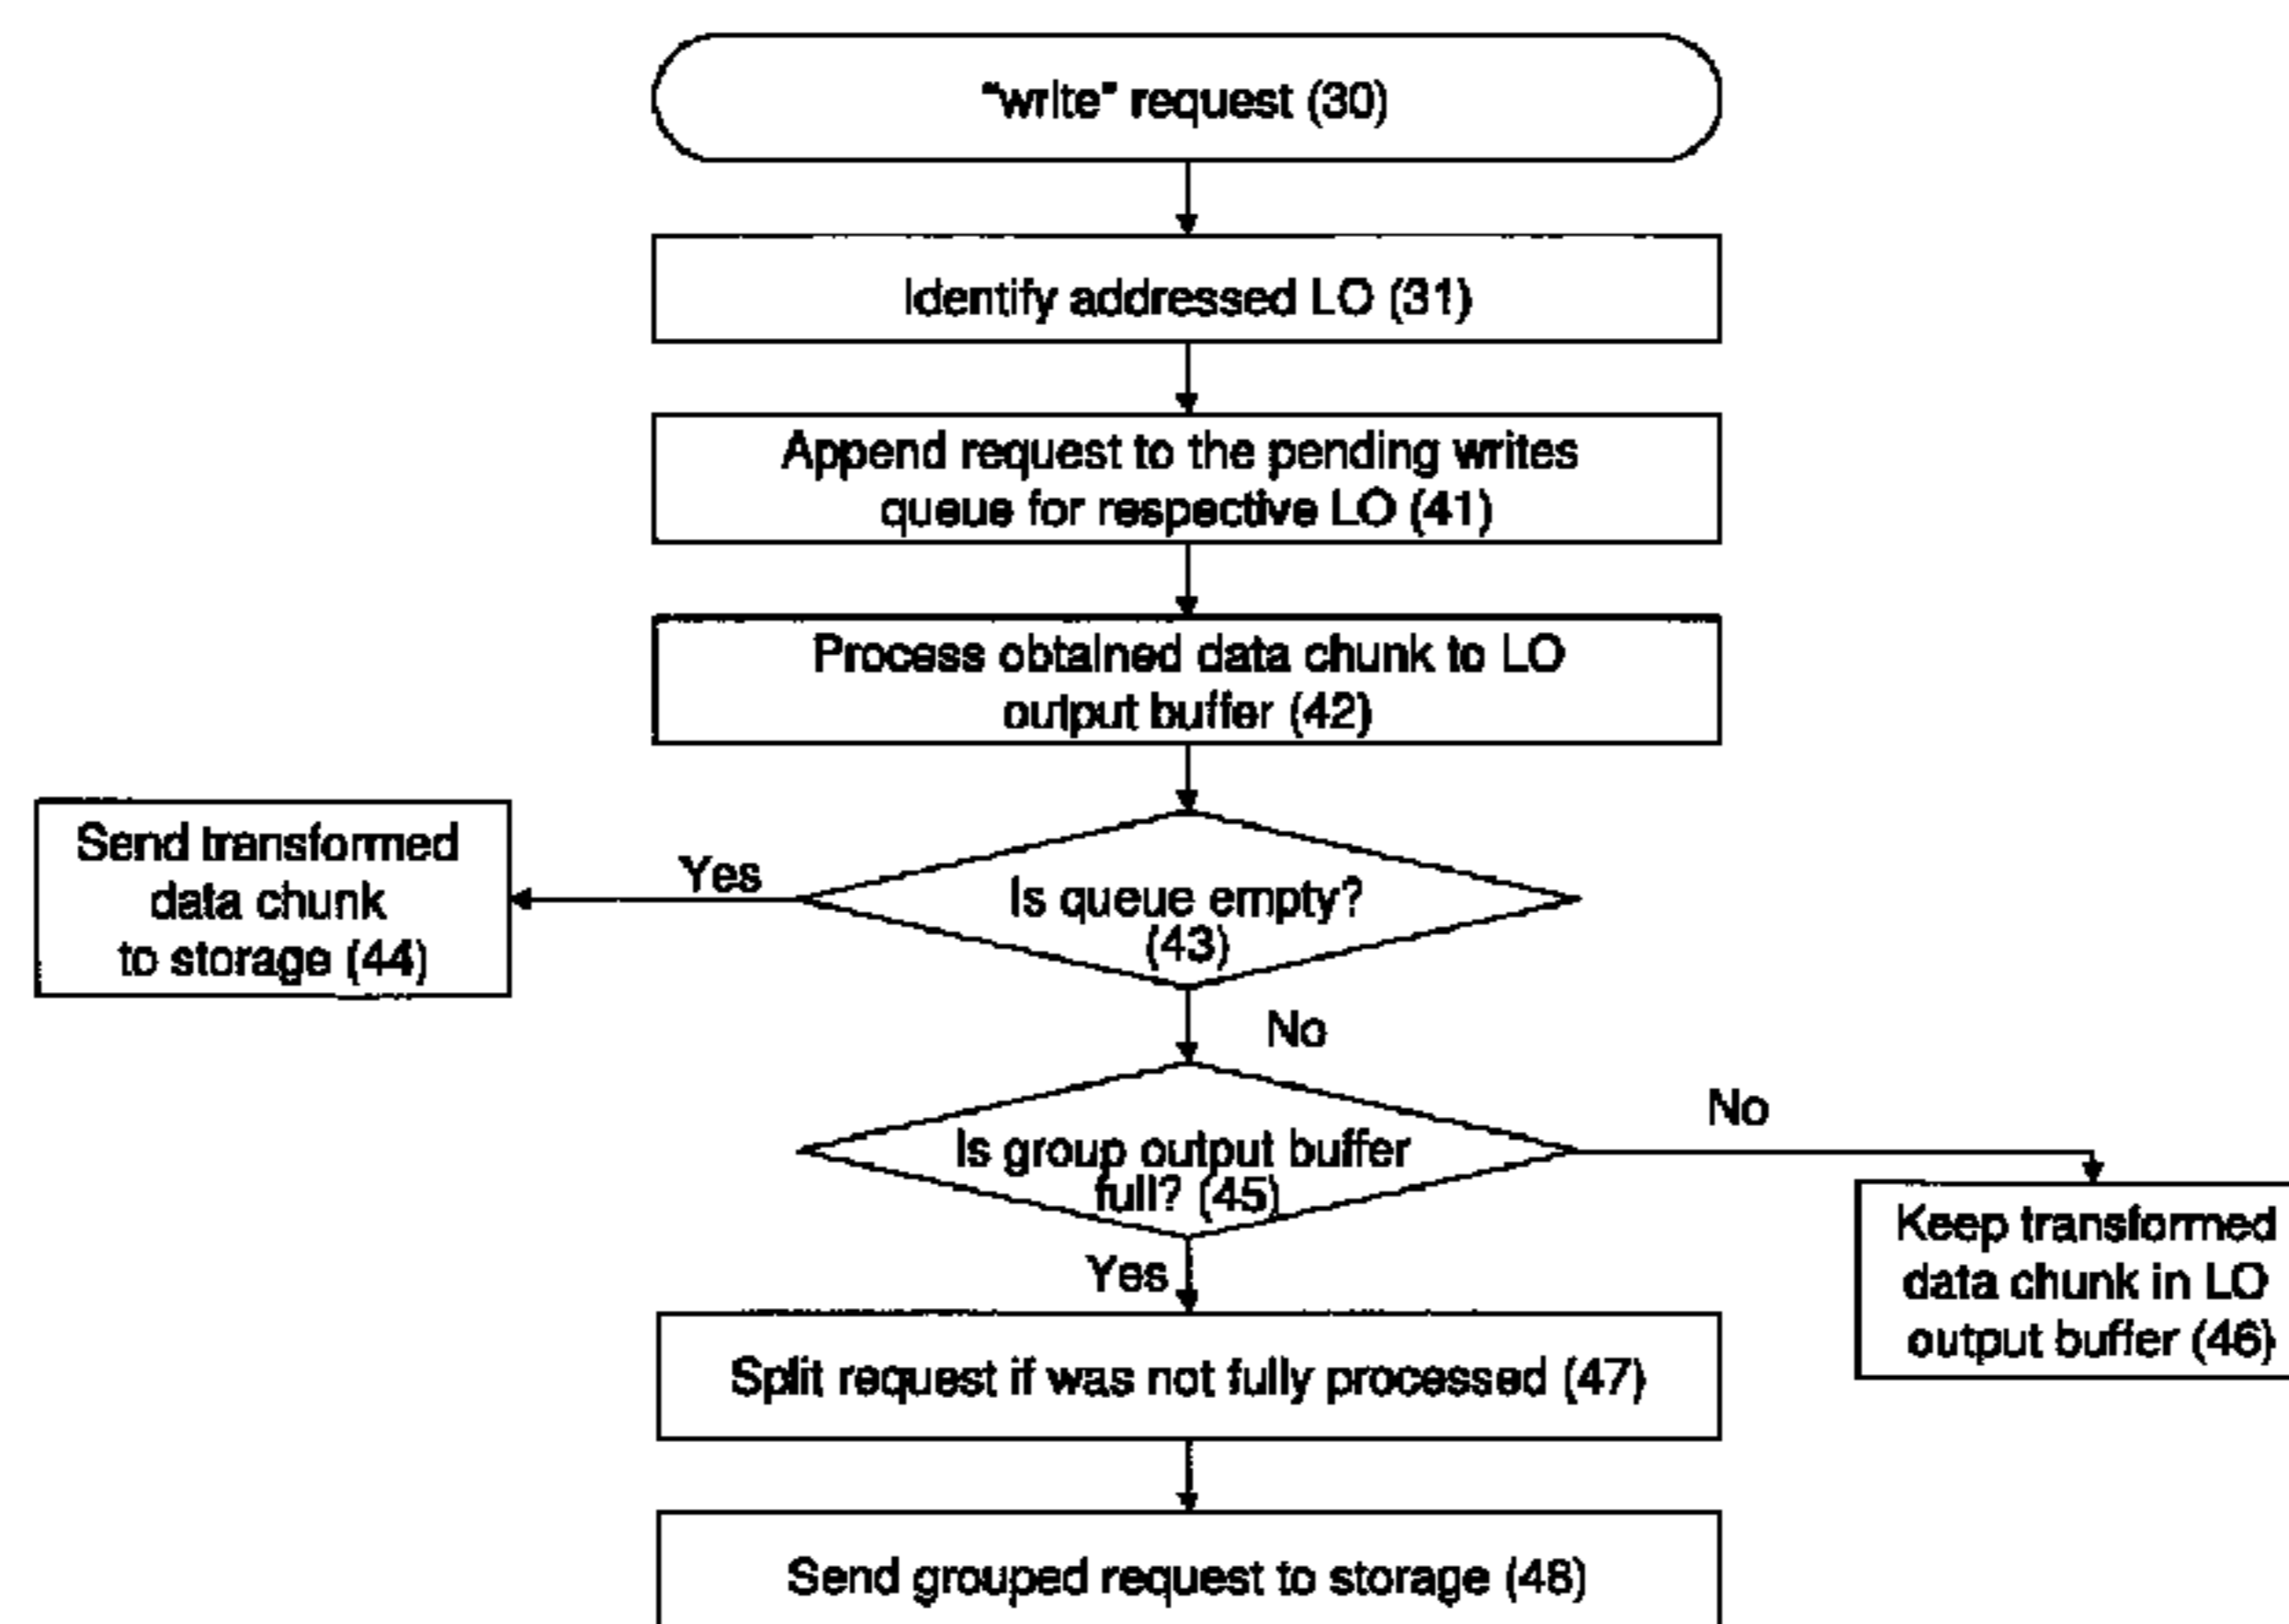 "write" request (30)
Identify addressed LO (31)
Append request to the pending writes
queue for respective LO (41)
Process obtained data chunk to LO
output buffer (42)
Send transformed
data chunk
to storage (44)
Yes
Is queue empty?
(43)
No
Is group output buffer
full? (45)
No
Keep transformed
data chunk in LO
output buffer (46)
Yes
Split request if was not fully processed (47)
Send grouped request to storage (48)